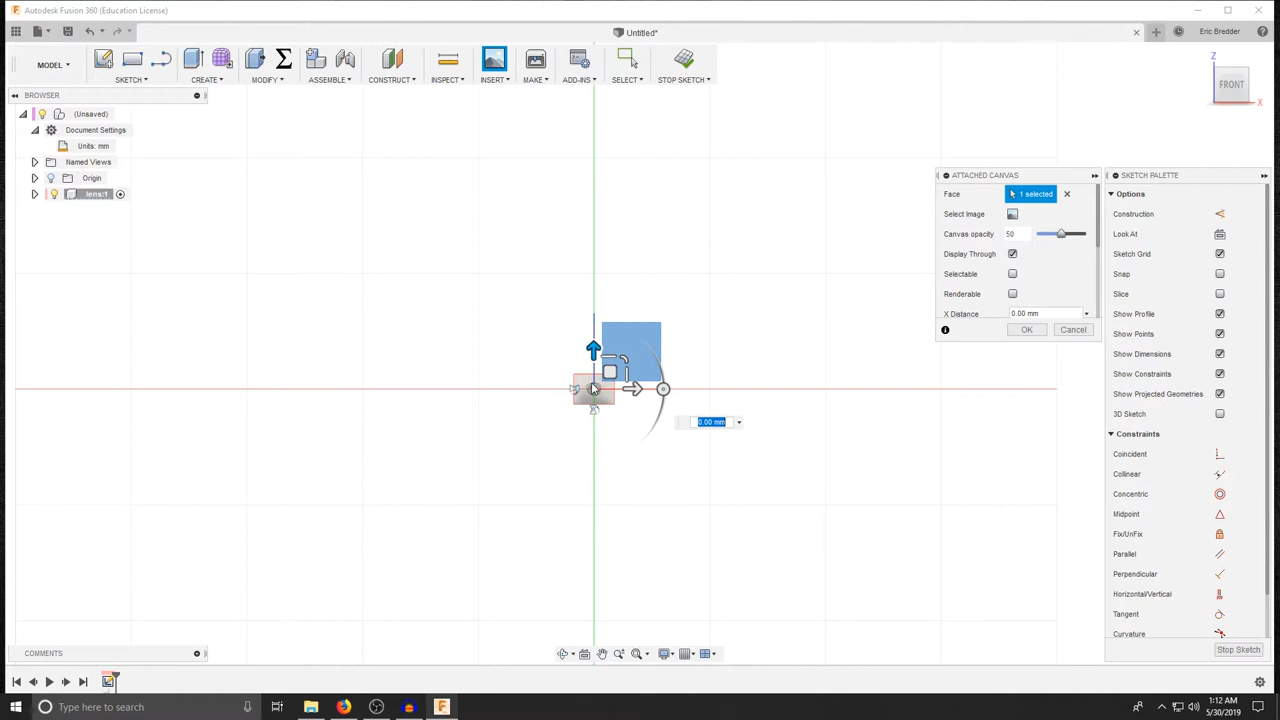 Autodesk Fusion 360 (Education License)
Untitled*
Eric Bredder
MODEL
SKETCH
CREATE
MODIFY
ASSEMBLE
CONSTRUCT
INSPECT
INSERT
MAKE
ADD-INS
SELECT
STOP SKETCH
Z
FRONT
X
BROWSER
(Unsaved)
Document Settings
Units: mm
Named Views
Origin
lens:1
ATTACHED CANVAS
Face
1 selected
Select Image
Canvas opacity
50
Display Through
Selectable
Renderable
X Distance
0.00 mm
OK
Cancel
SKETCH PALETTE
Options
Construction
Look At
Sketch Grid
Snap
Slice
Show Profile
Show Points
Show Dimensions
Show Constraints
Show Projected Geometries
3D Sketch
Constraints
Coincident
Collinear
Concentric
Midpoint
Fix/UnFix
Parallel
Perpendicular
Horizontal/Vertical
Tangent
Curvature
Stop Sketch
0.00 mm
COMMENTS
Type here to search
1:12 AM
5/30/2019